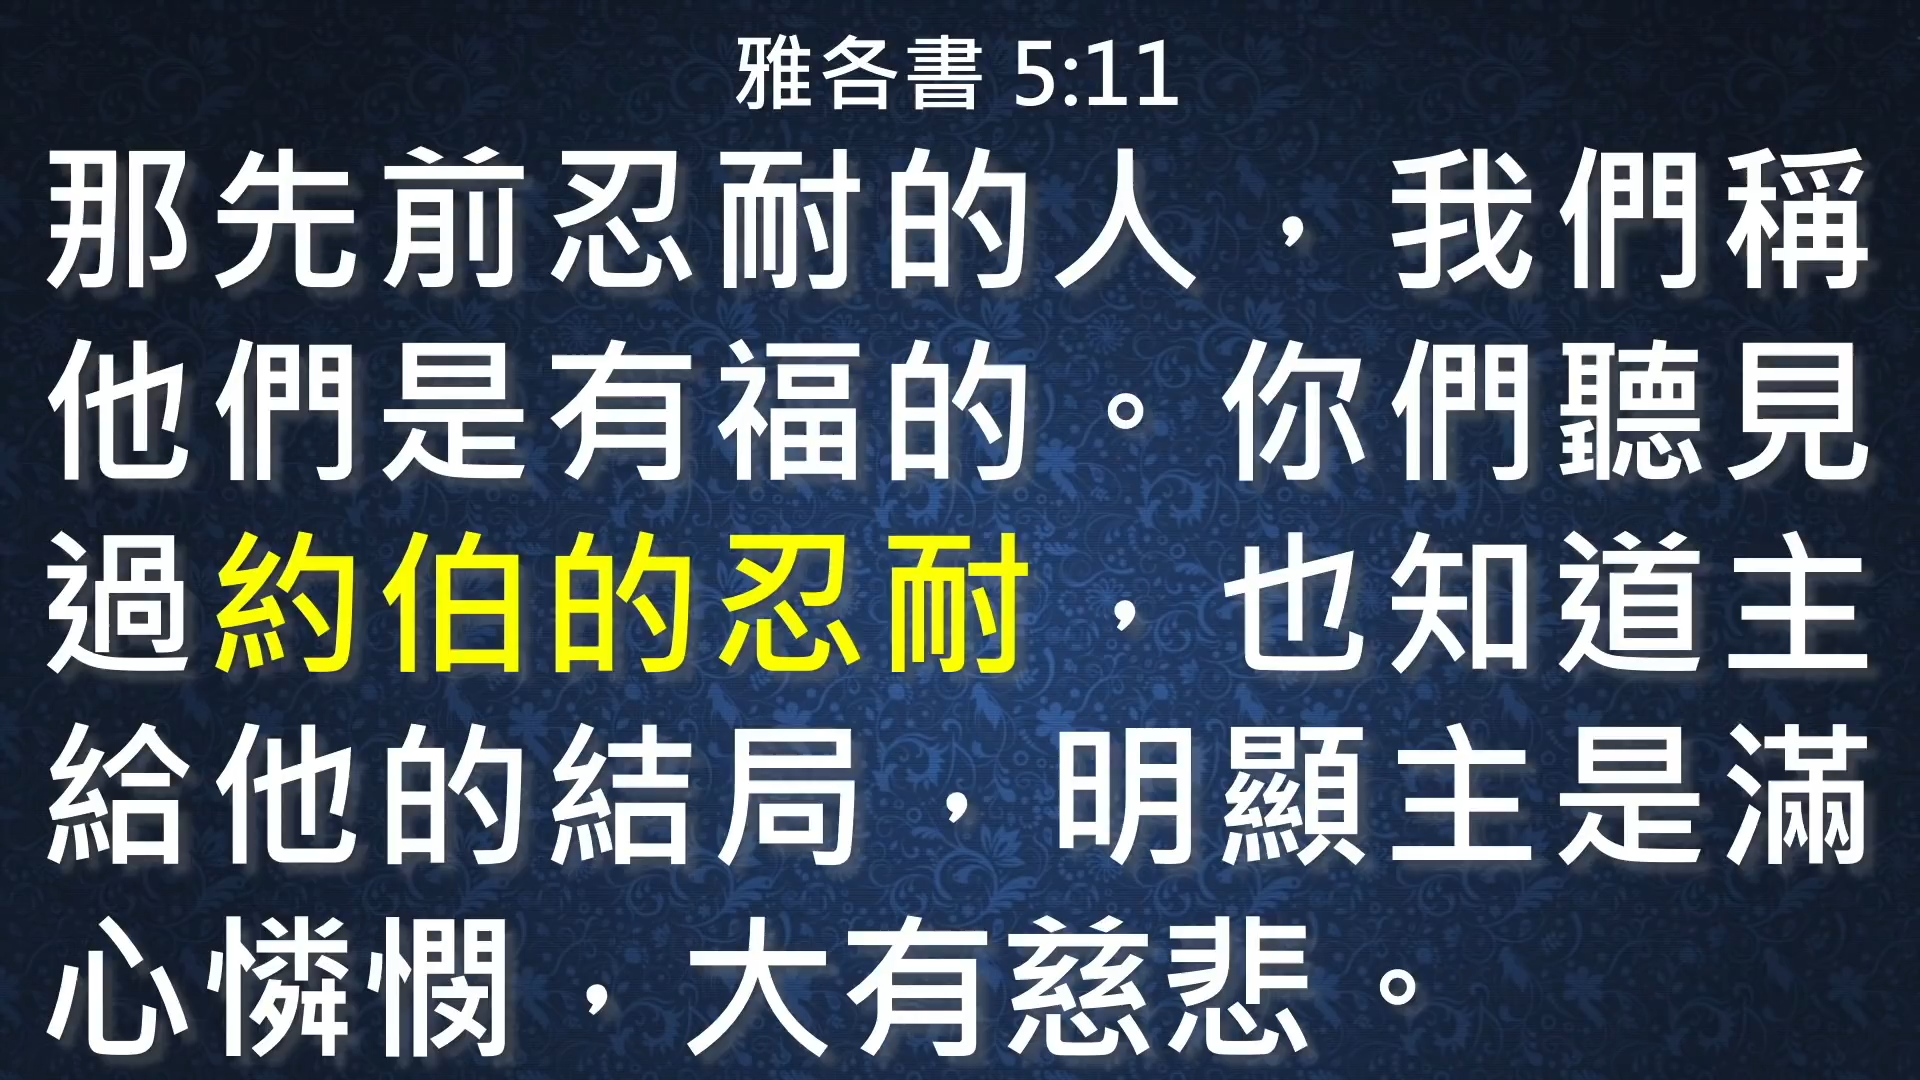 雅各書 5:11
那先前忍耐的人，我們稱
他們是有福的。你們聽見
過約伯的忍耐，也知道主
給他的結局，明顯主是滿
心憐憫，大有慈悲。